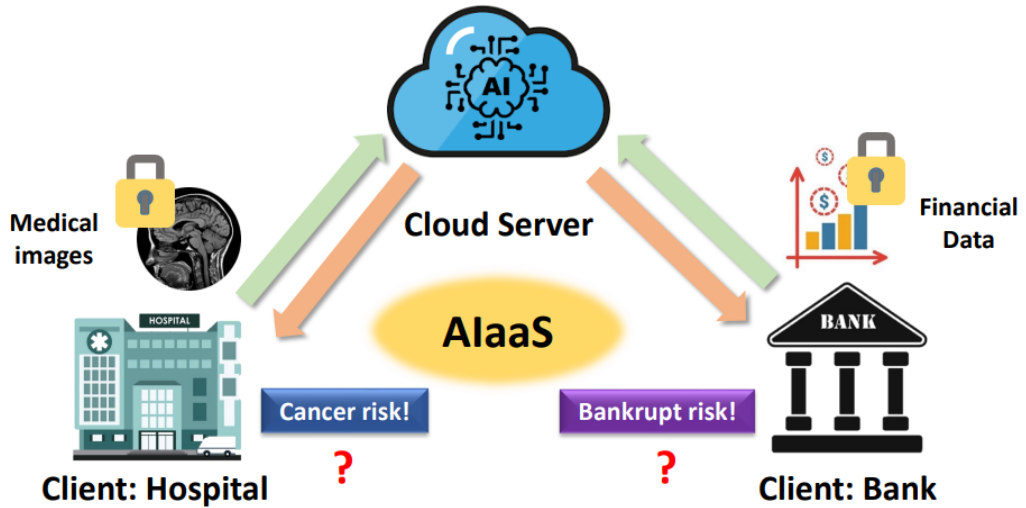 AI
Cloud Server
Medical
images
Financial
Data
HOSPITAL
BANK
AIaaS
Cancer risk!
Bankrupt risk!
?
?
Client: Hospital
Client: Bank
$
$